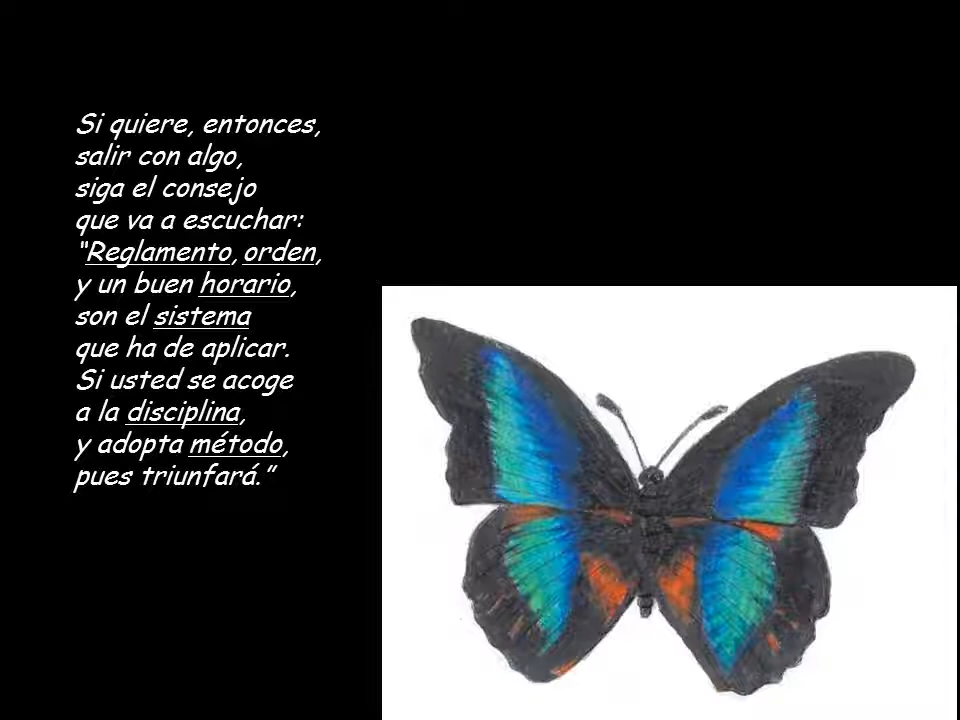 Si quiere, entonces,
salir con algo,
siga el consejo
que va a escuchar:
“Reglamento, orden,
y un buen horario,
son el sistema
que ha de aplicar.
Si usted se acoge
a la disciplina,
y adopta método,
pues triunfará.”